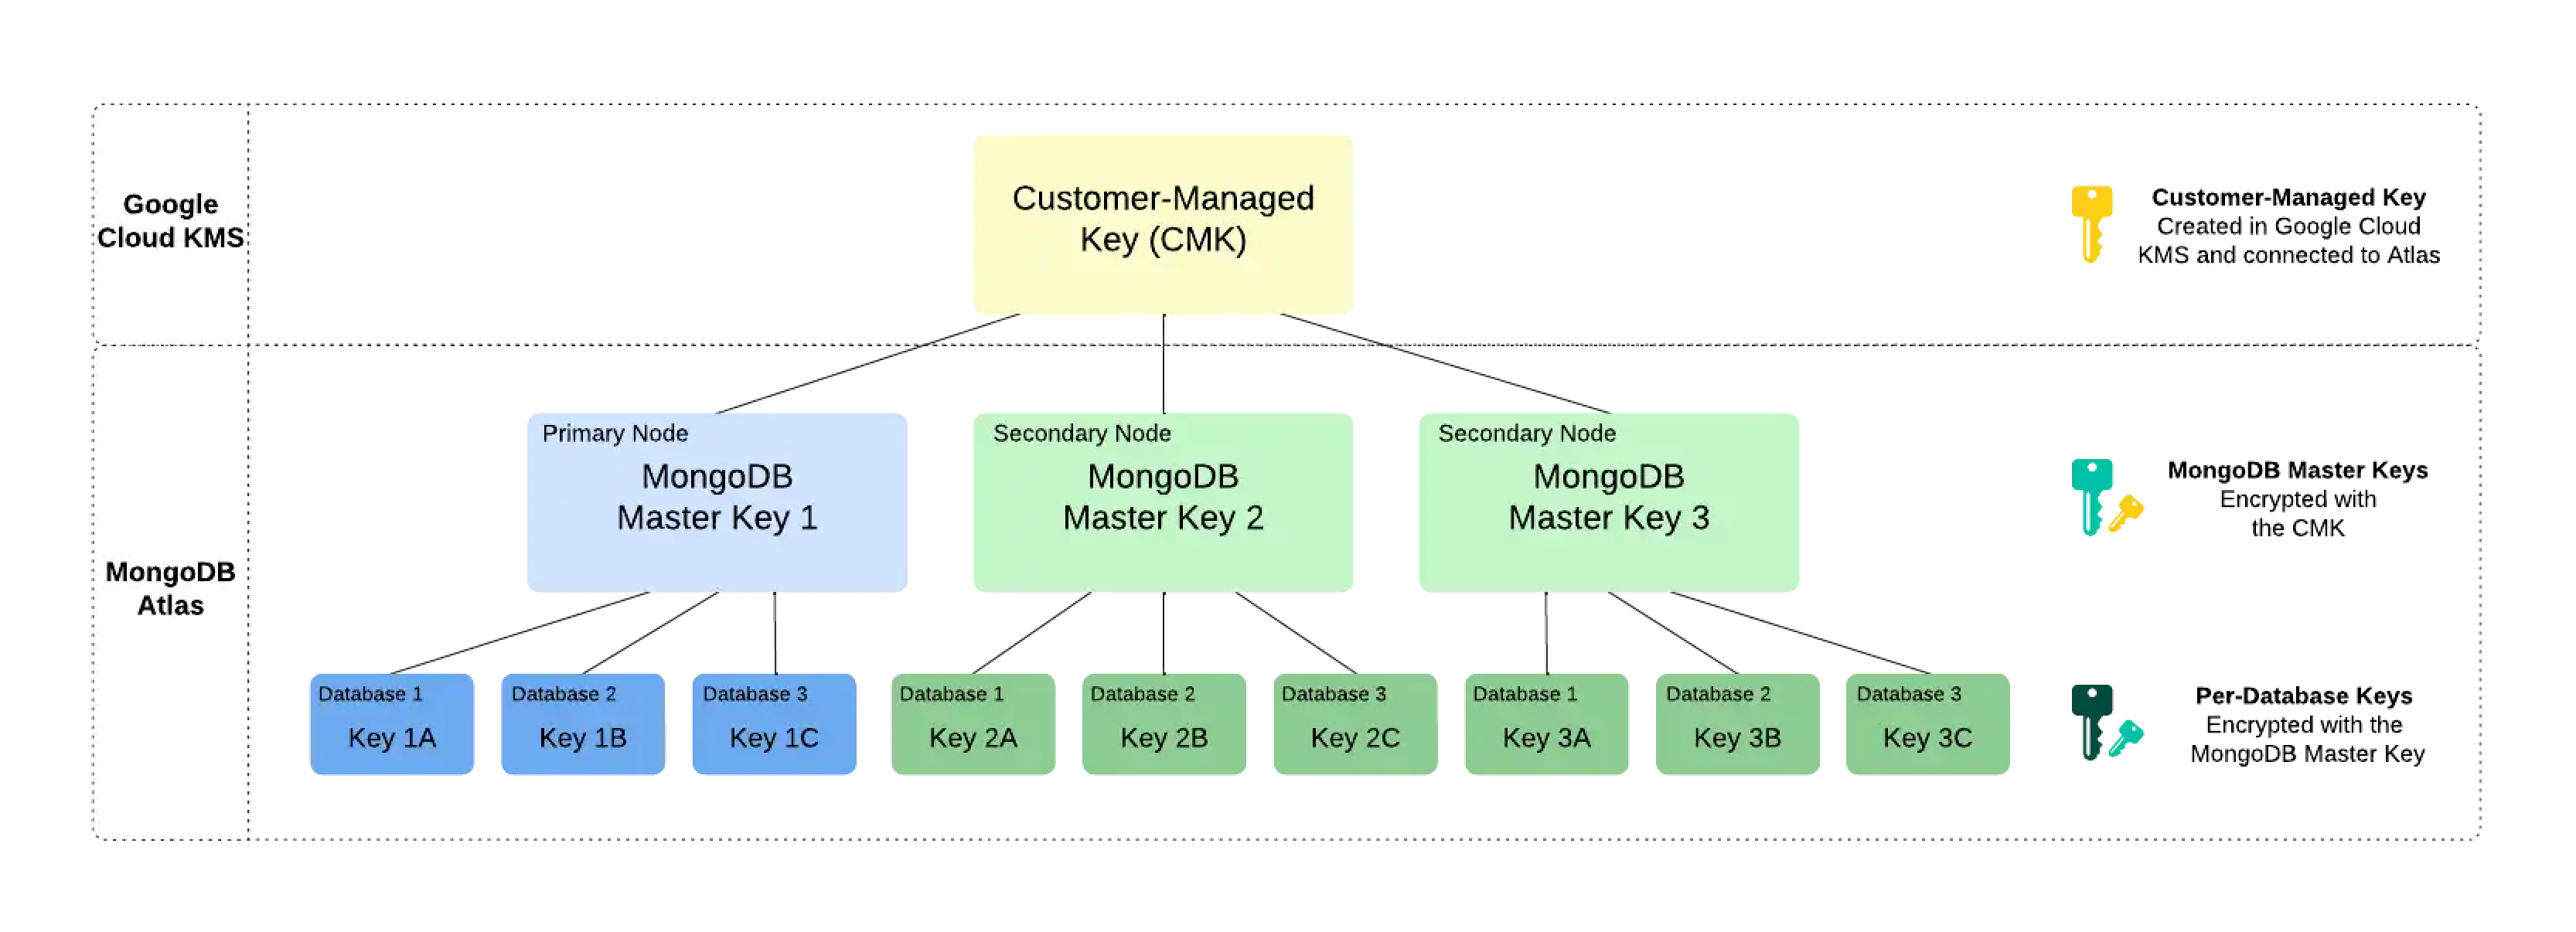 Google
Cloud KMS
Customer-Managed
Key (CMK)
Customer-Managed Key
Created in Google Cloud
KMS and connected to Atlas
MongoDB
Atlas
Primary Node
MongoDB
Master Key 1
Secondary Node
MongoDB
Master Key 2
Secondary Node
MongoDB
Master Key 3
MongoDB Master Keys
Encrypted with
the CMK
Database 1
Key 1A
Database 2
Key 1B
Database 3
Key 1C
Database 1
Key 2A
Database 2
Key 2B
Database 3
Key 2C
Database 1
Key 3A
Database 2
Key 3B
Database 3
Key 3C
Per-Database Keys
Encrypted with the
MongoDB Master Key